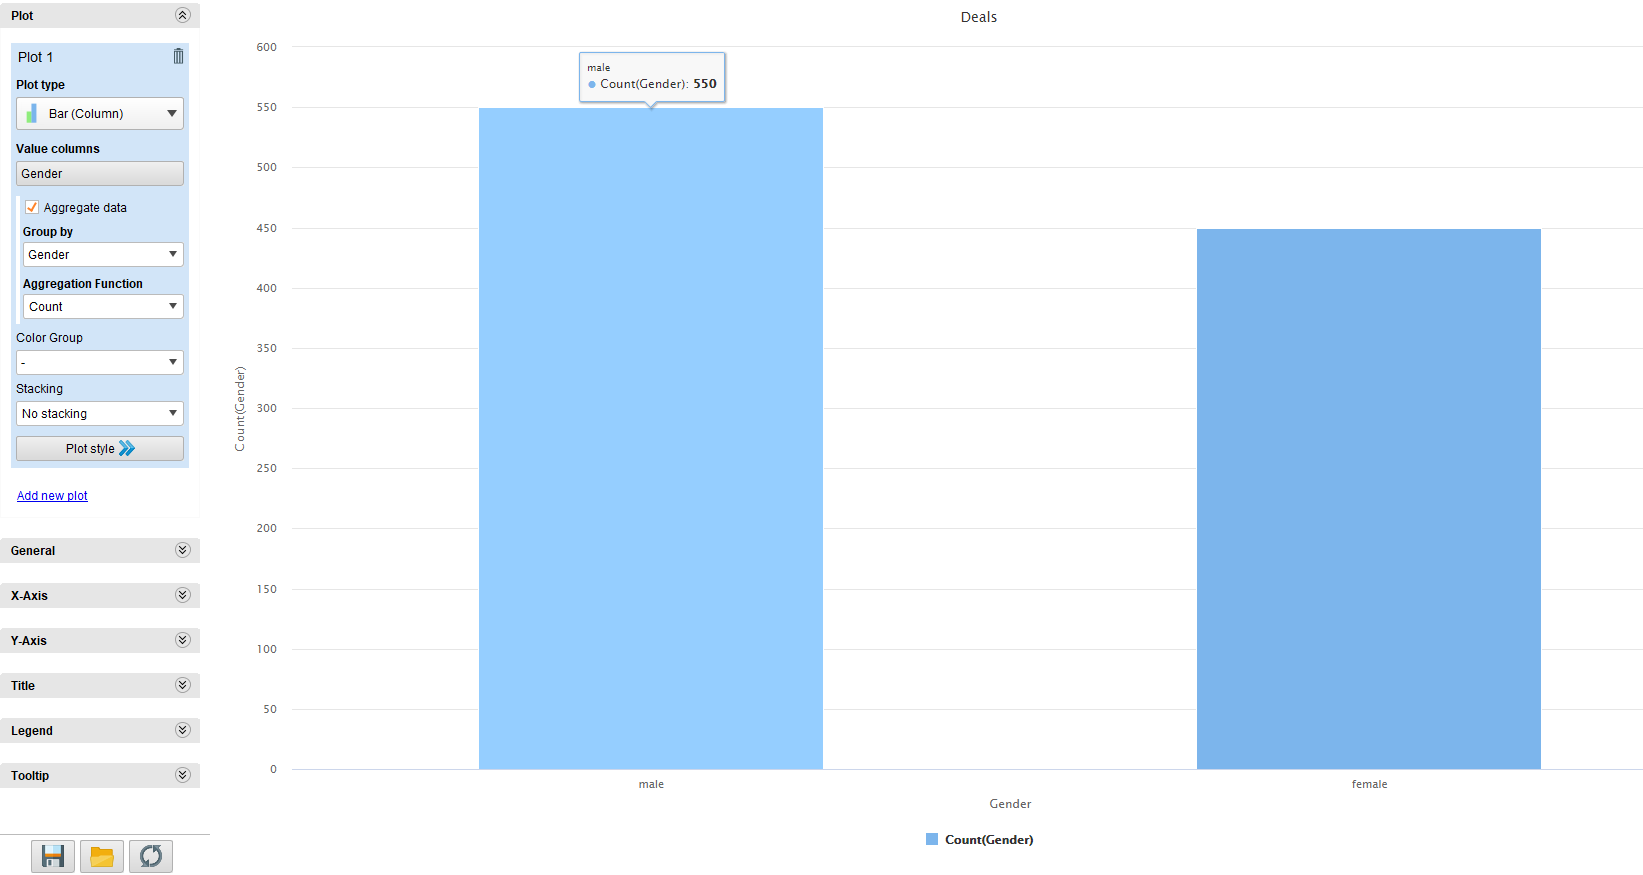 Plot
Plot 1
Plot type
Bar (Column)
Value columns
Gender
Aggregate data
Group by
Gender
Aggregation Function
Count
Color Group
-
Stacking
No stacking
Plot style
Add new plot
General
X-Axis
Y-Axis
Title
Legend
Tooltip
Deals
600
550
500
450
400
350
300
250
200
150
100
50
0
Count(Gender)
male
Count(Gender): 550
male
female
Gender
Count(Gender)